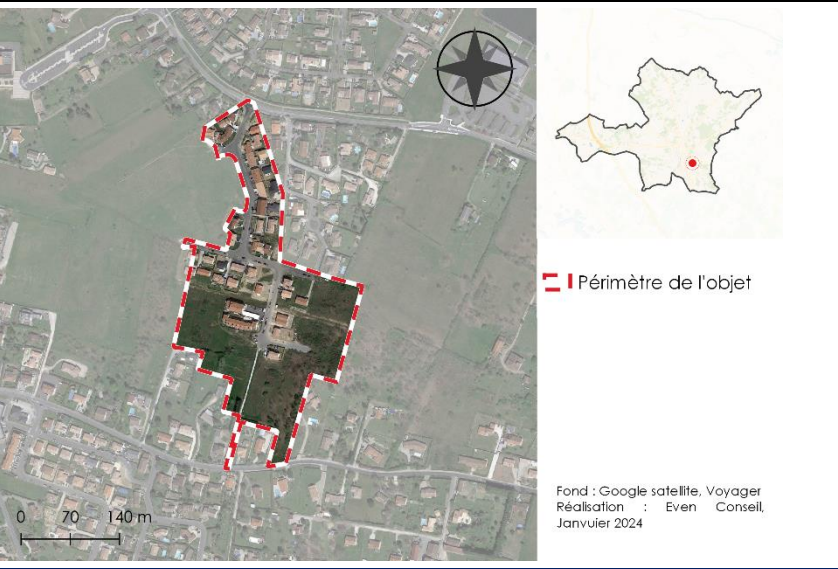 Périmètre de l'objet
0 70 140 m
Fond : Google satellite, Voyager
Réalisation : Even Conseil,
Janvuier 2024